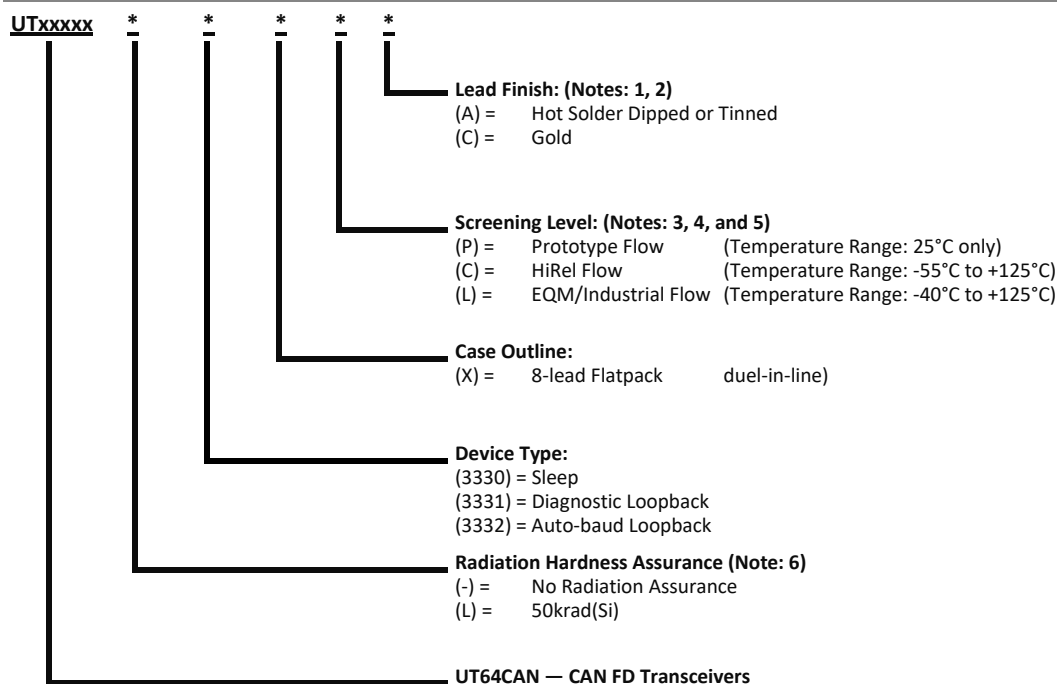 UTxxxxx * * * * *
Lead Finish: (Notes: 1, 2)
(A) = Hot Solder Dipped or Tinned
(C) = Gold
Screening Level: (Notes: 3, 4, and 5)
(P) = Prototype Flow (Temperature Range: 25°C only)
(C) = HiRel Flow (Temperature Range: -55°C to +125°C)
(L) = EQM/Industrial Flow (Temperature Range: -40°C to +125°C)
Case Outline:
(X) = 8-lead Flatpack duel-in-line)
Device Type:
(3330) = Sleep
(3331) = Diagnostic Loopback
(3332) = Auto-baud Loopback
Radiation Hardness Assurance (Note: 6)
(-) = No Radiation Assurance
(L) = 50krad(Si)
UT64CAN — CAN FD Transceivers